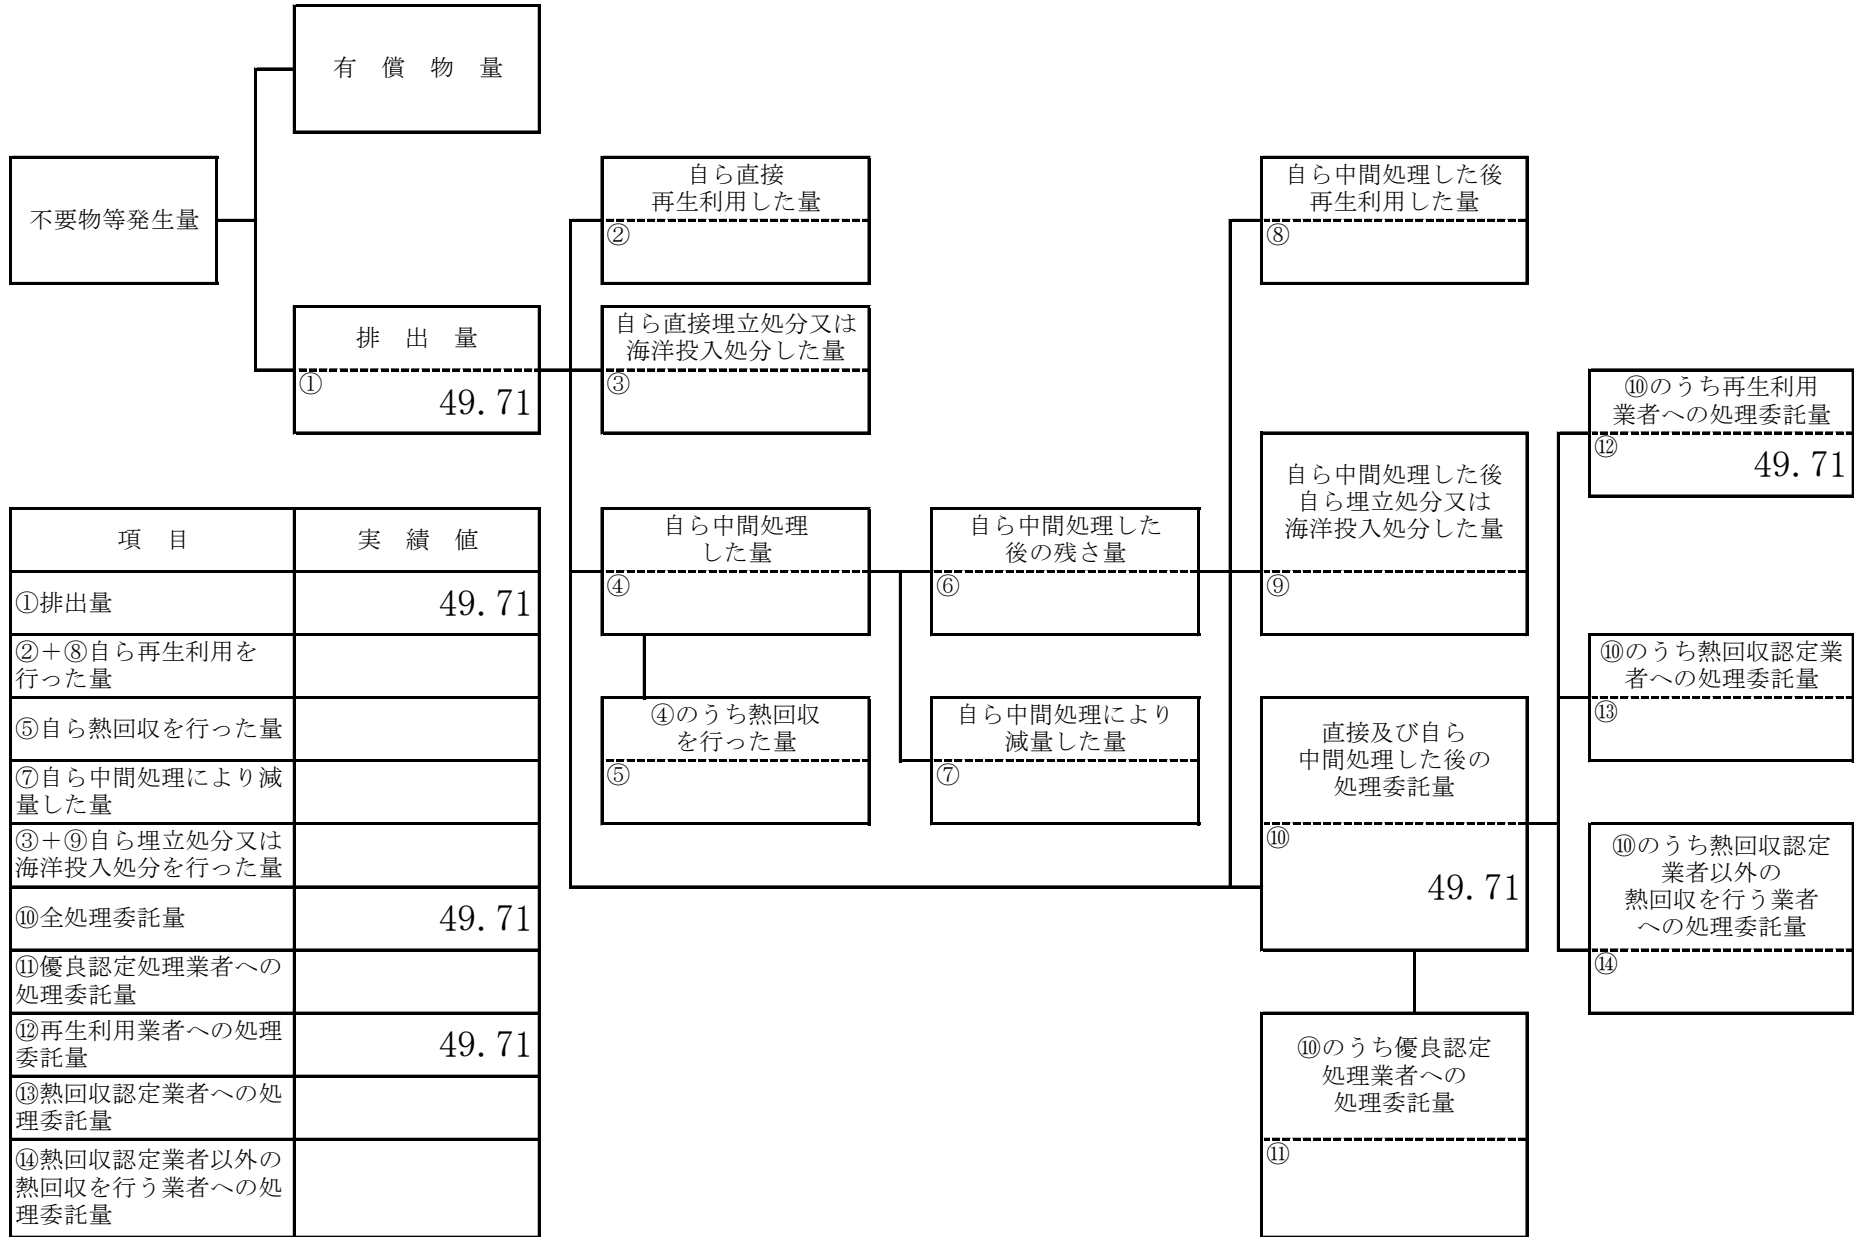 有　償　物　量
不要物等発生量
排　出　量
①
49.71
自ら直接
再生利用した量
②
自ら直接埋立処分又は
海洋投入処分した量
③
自ら中間処理
した量
④
④のうち熱回収
を行った量
⑤
自ら中間処理した
後の残さ量
⑥
自ら中間処理により
減量した量
⑦
自ら中間処理した後
再生利用した量
⑧
自ら中間処理した後
自ら埋立処分又は
海洋投入処分した量
⑨
直接及び自ら
中間処理した後の
処理委託量
⑩
49.71
⑩のうち優良認定
処理業者への
処理委託量
⑪
⑩のうち再生利用
業者への処理委託量
⑫
49.71
⑩のうち熱回収認定業
者への処理委託量
⑬
⑩のうち熱回収認定
業者以外の
熱回収を行う業者
への処理委託量
⑭
項　目　実　績　値
①排出量　49.71
②＋⑧自ら再生利用を
行った量
⑤自ら熱回収を行った量
⑦自ら中間処理により減
量した量
③＋⑨自ら埋立処分又は
海洋投入処分を行った量
⑩全処理委託量　49.71
⑪優良認定処理業者への
処理委託量
⑫再生利用業者への処理
委託量　49.71
⑬熱回収認定業者への処
理委託量
⑭熱回収認定業者以外の
熱回収を行う業者への処
理委託量